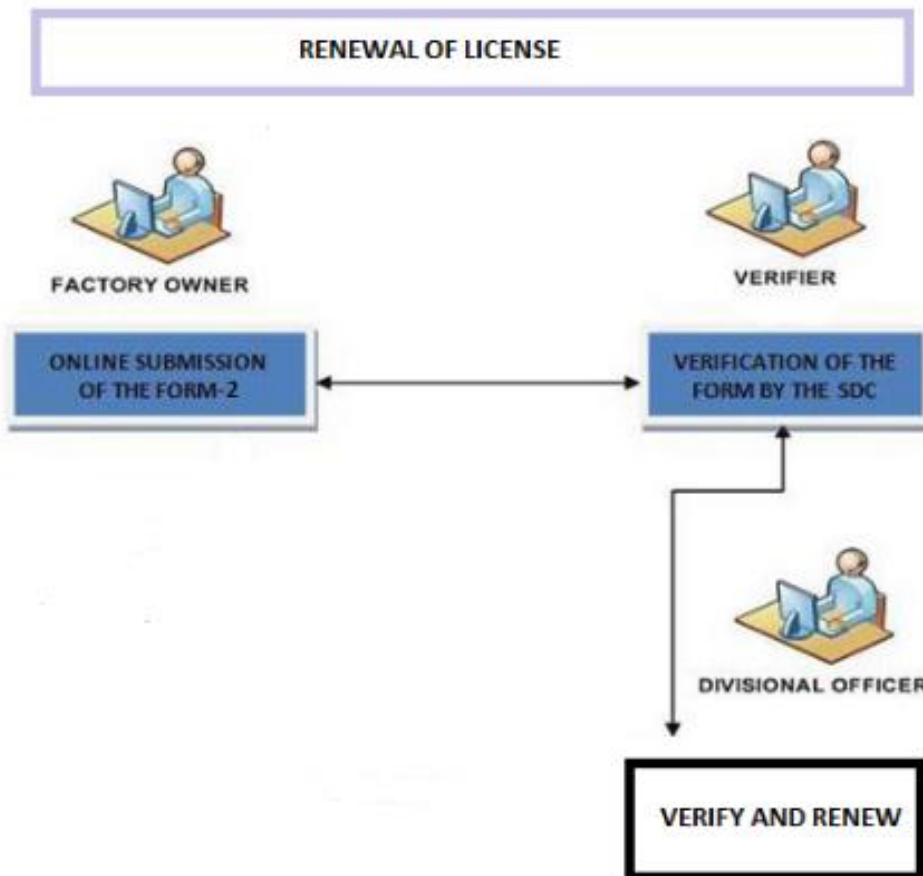 RENEWAL OF LICENSE
FACTORY OWNER
VERIFIER
ONLINE SUBMISSION
OF THE FORM-2
VERIFICATION OF THE
FORM BY THE SDC
DIVISIONAL OFFICER
VERIFY AND RENEW